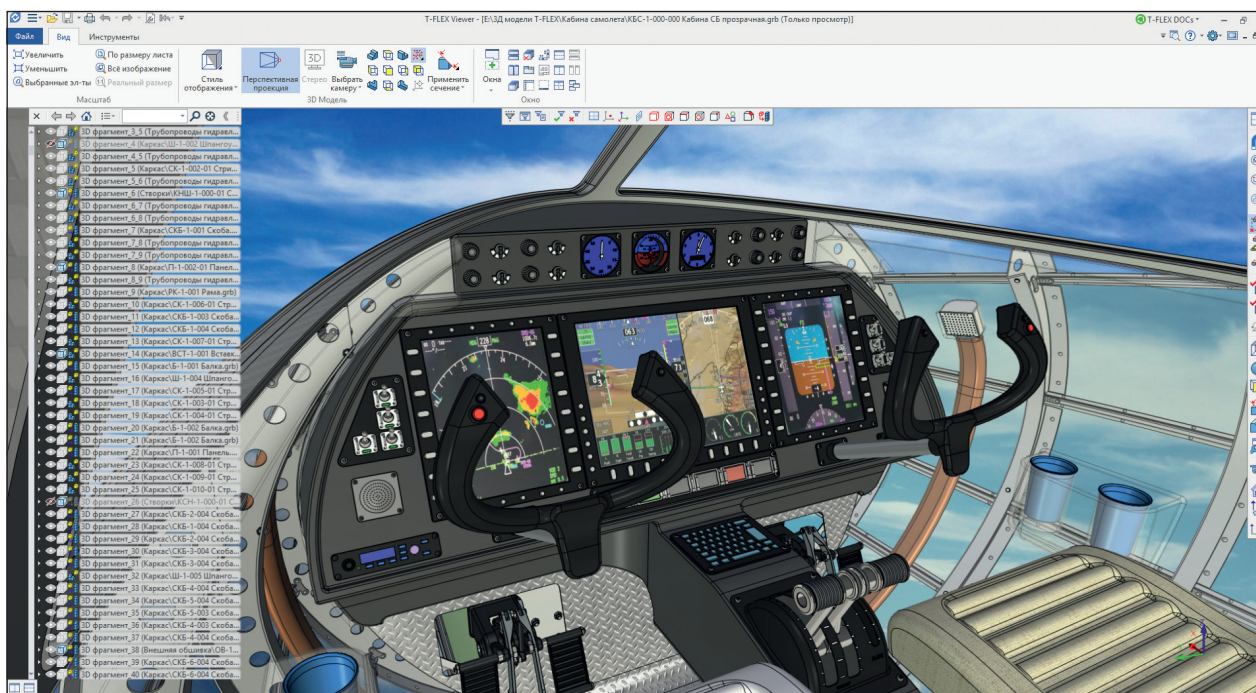 T-FLEX Viewer - [E:\3Д модели T-FLEX\Кабина самолета\КБС-1-000-000 Кабина СБ прозрачная.grb (Только просмотр)]
T-FLEX DOCs
Файл
Вид
Инструменты
Увеличить
Уменьшить
Выбранные эл-ты
По размеру листа
Всё изображение
Реальный размер
Масштаб
Стиль отображения
Перспективная проекция
3D
Стерео
Выбрать камеру
Применить сечение
3D Модель
Окна
Окно
3D фрагмент_3_5 (Трубопроводы гидравл...
3D фрагмент_4 (Каркас\Ш-1-002 Шпангоу...
3D фрагмент_4_5 (Трубопроводы гидравл...
3D фрагмент_5 (Каркас\СК-1-002-01 Стри...
3D фрагмент_5_6 (Трубопроводы гидравл...
3D фрагмент_6 (Створки\КНШ-1-000-01 С...
3D фрагмент_6_7 (Трубопроводы гидравл...
3D фрагмент_6_8 (Трубопроводы гидравл...
3D фрагмент_7 (Каркас\СКБ-1-001 Скоба....
3D фрагмент_7_8 (Трубопроводы гидравл...
3D фрагмент_7_9 (Трубопроводы гидравл...
3D фрагмент_8 (Каркас\П-1-002-01 Панел...
3D фрагмент_8_9 (Трубопроводы гидравл...
3D фрагмент_9 (Каркас\РК-1-001 Рама.grb)
3D фрагмент_10 (Каркас\СК-1-006-01 Стр...
3D фрагмент_11 (Каркас\СКБ-1-003 Скоба...
3D фрагмент_12 (Каркас\СКБ-1-004 Скоба...
3D фрагмент_13 (Каркас\СК-1-007-01 Стр...
3D фрагмент_14 (Каркас\ВСТ-1-001 Вставк...
3D фрагмент_15 (Каркас\Б-1-001 Балка.grb)
3D фрагмент_16 (Каркас\Ш-1-004 Шпанго...
3D фрагмент_17 (Каркас\СК-1-005-01 Стр...
3D фрагмент_18 (Каркас\СК-1-003-01 Стр...
3D фрагмент_19 (Каркас\СК-1-004-01 Стр...
3D фрагмент_20 (Каркас\Б-1-002 Балка.grb)
3D фрагмент_21 (Каркас\Б-1-002 Балка.grb)
3D фрагмент_22 (Каркас\П-1-001 Панель....
3D фрагмент_23 (Каркас\СК-1-008-01 Стр...
3D фрагмент_24 (Каркас\СК-1-009-01 Стр...
3D фрагмент_25 (Каркас\СК-1-010-01 Стр...
3D фрагмент_26 (Створки\КСН-1-000-01 С...
3D фрагмент_27 (Каркас\СКБ-2-004 Скоба...
3D фрагмент_28 (Каркас\СКБ-1-004 Скоба...
3D фрагмент_29 (Каркас\СКБ-2-004 Скоба...
3D фрагмент_30 (Каркас\СКБ-3-004 Скоба...
3D фрагмент_31 (Каркас\СКБ-3-004 Скоба...
3D фрагмент_32 (Каркас\Ш-1-005 Шпанго...
3D фрагмент_33 (Каркас\СКБ-4-004 Скоба...
3D фрагмент_34 (Каркас\СКБ-5-004 Скоба...
3D фрагмент_35 (Каркас\СКБ-5-003 Скоба...
3D фрагмент_36 (Каркас\СКБ-4-003 Скоба...
3D фрагмент_37 (Каркас\СКБ-4-004 Скоба...
3D фрагмент_38 (Внешняя обшивка\ОВ-1...
3D фрагмент_39 (Каркас\СКБ-6-004 Скоба...
3D фрагмент_40 (Каркас\СКБ-6-004 Скоба...
228
063
068